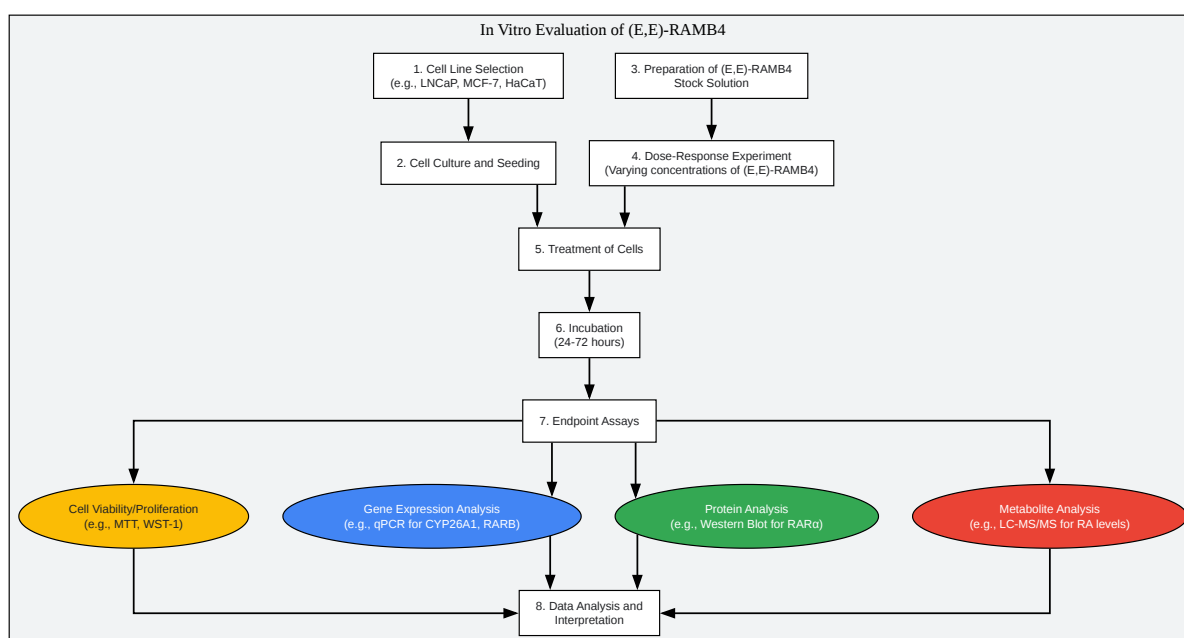 In Vitro Evaluation of (E,E)-RAMB4
1. Cell Line Selection
(e.g., LNCaP, MCF-7, HaCaT)
3. Preparation of (E,E)-RAMB4
Stock Solution
2. Cell Culture and Seeding
4. Dose-Response Experiment
(Varying concentrations of (E,E)-RAMB4)
5. Treatment of Cells
6. Incubation
(24-72 hours)
7. Endpoint Assays
Cell Viability/Proliferation
(e.g., MTT, WST-1)
Gene Expression Analysis
(e.g., qPCR for CYP26A1, RARB)
Protein Analysis
(e.g., Western Blot for RARα)
Metabolite Analysis
(e.g., LC-MS/MS for RA levels)
8. Data Analysis and
Interpretation